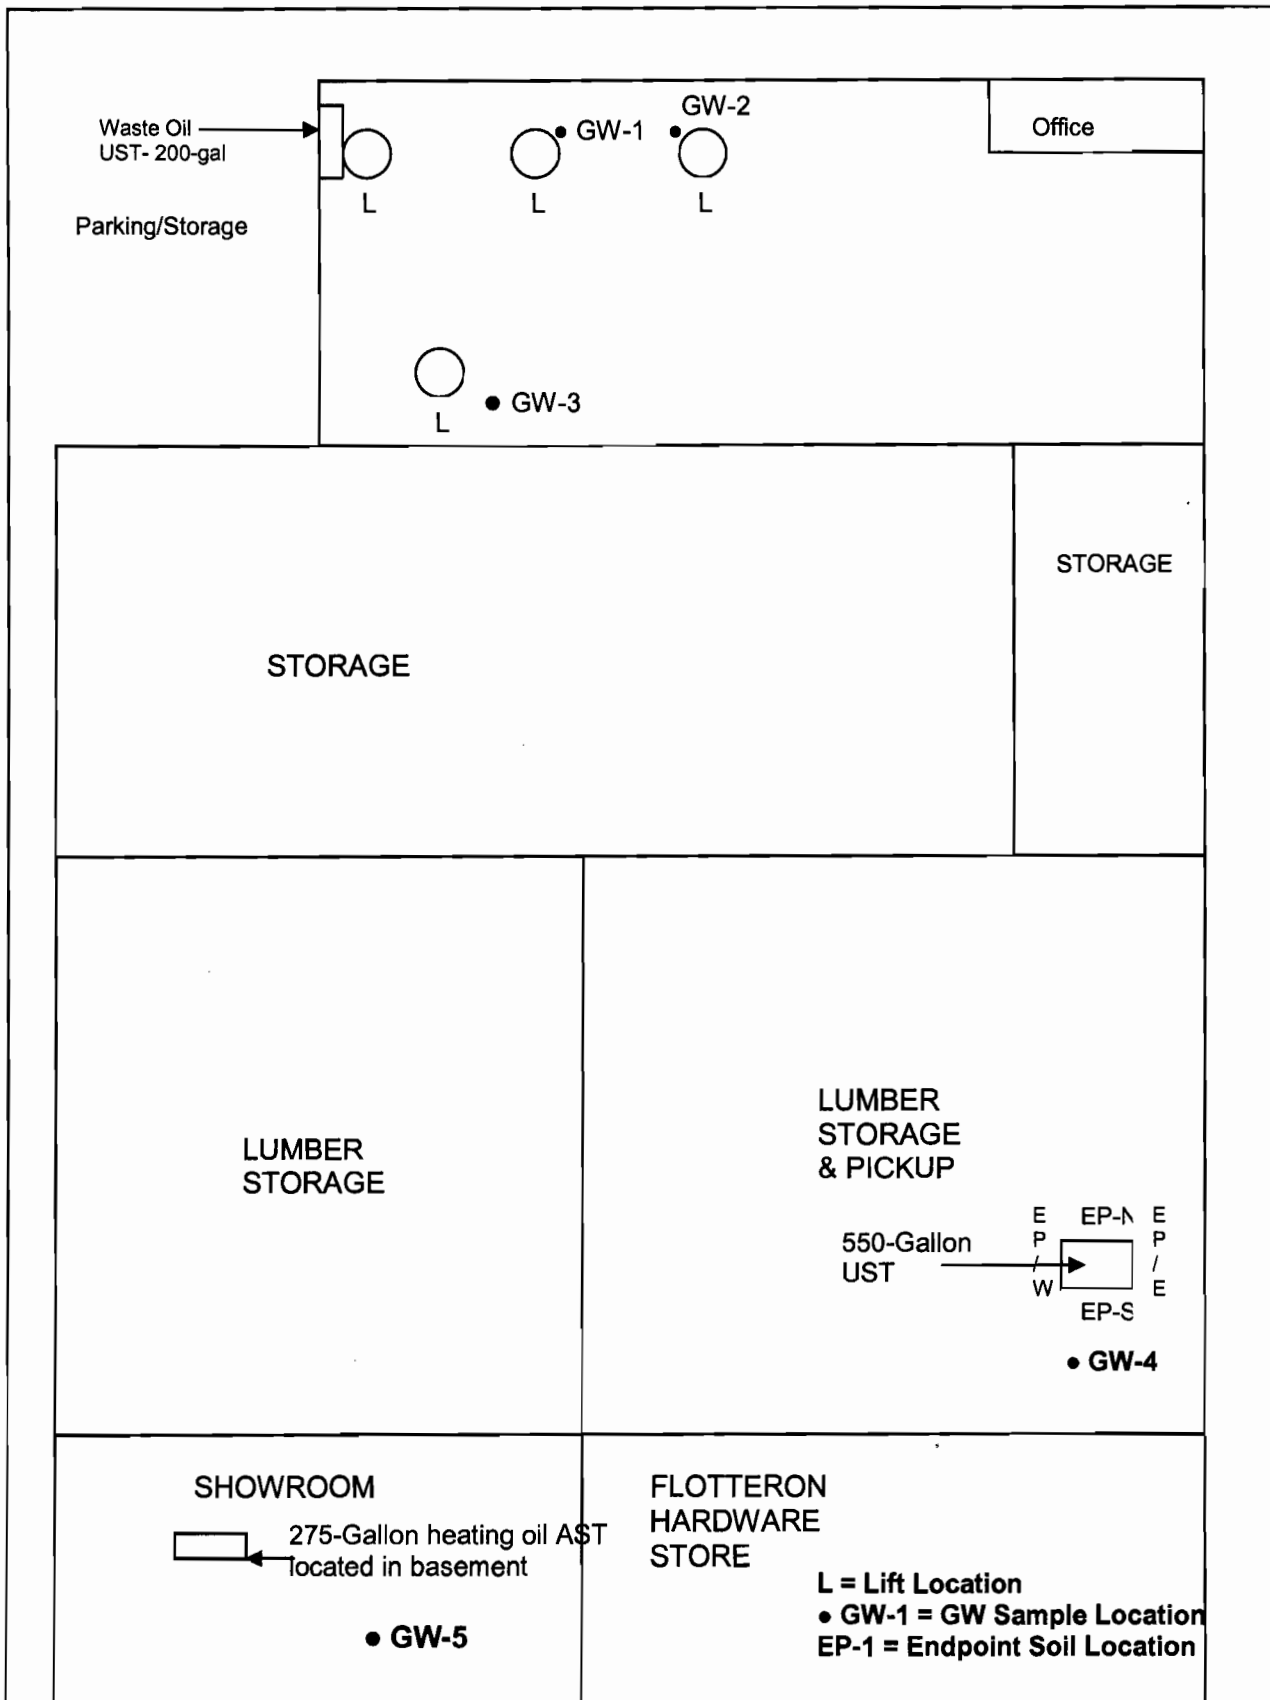 GW-2
Waste Oil
UST- 200-gal
GW-1
Office
L
L
L
Parking/Storage
GW-3
L
STORAGE
STORAGE
LUMBER
STORAGE
& PICKUP
LUMBER
STORAGE
550-Gallon
UST
EP/W
EP-N
EP/E
EP-S
GW-4
SHOWROOM
275-Gallon heating oil AST
located in basement
GW-5
FLOTTERON
HARDWARE
STORE
L = Lift Location
• GW-1 = GW Sample Location
EP-1 = Endpoint Soil Location